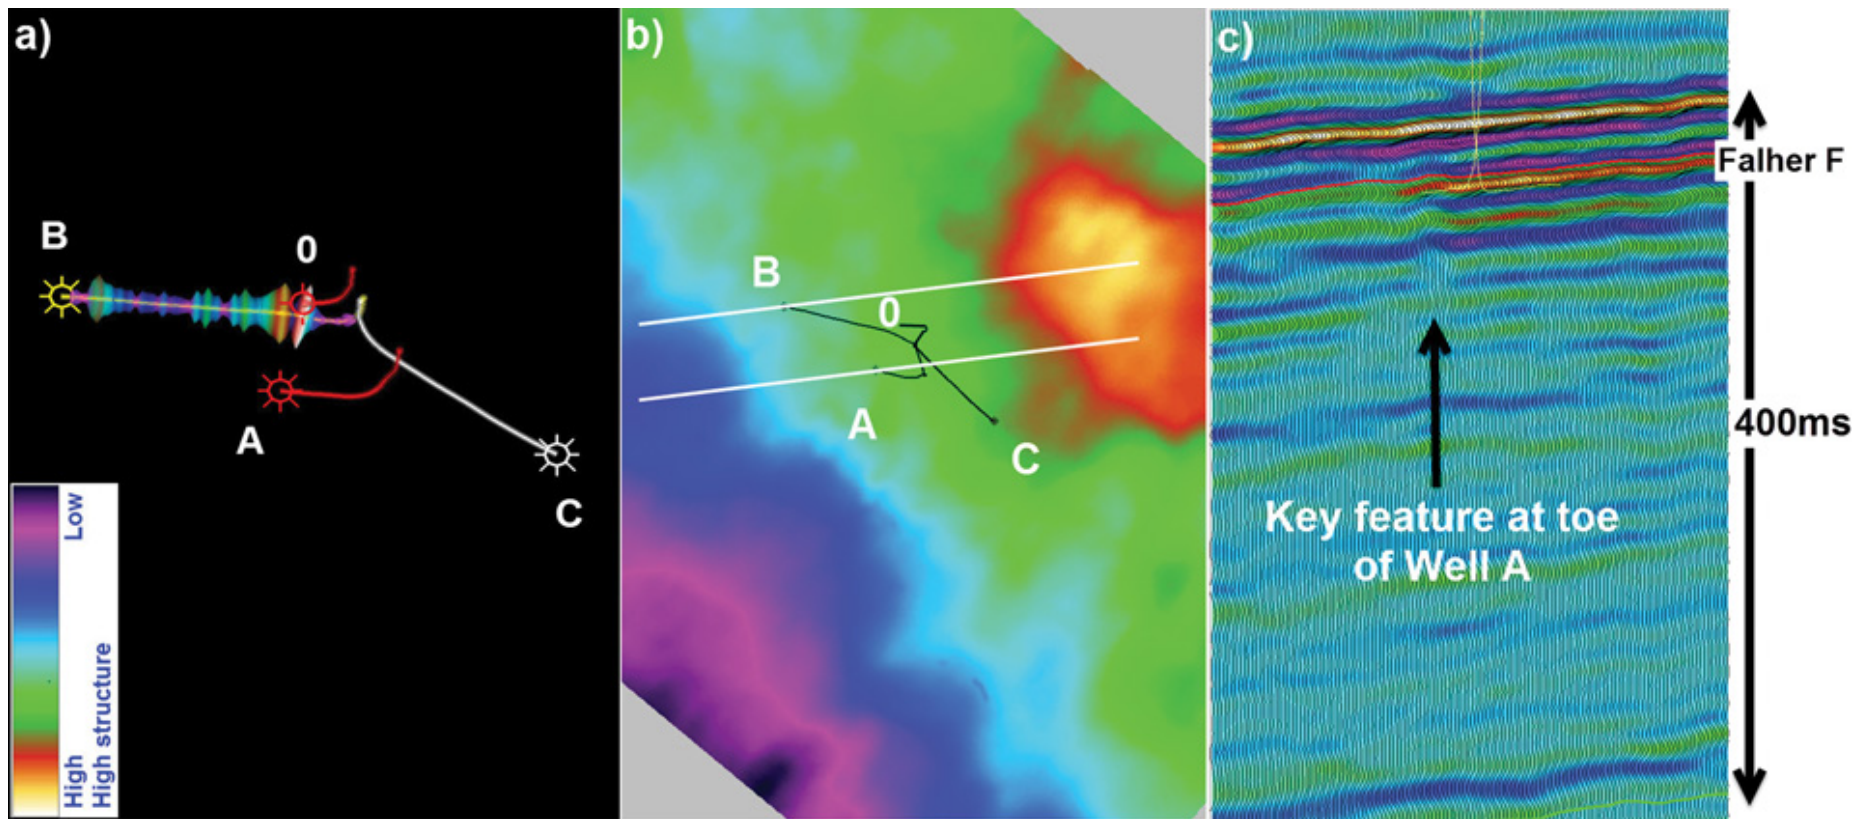 a)
B
0
A
C
Low
High
High structure
b)
B
0
A
C
c)
Falher F
400ms
Key feature at toe
of Well A